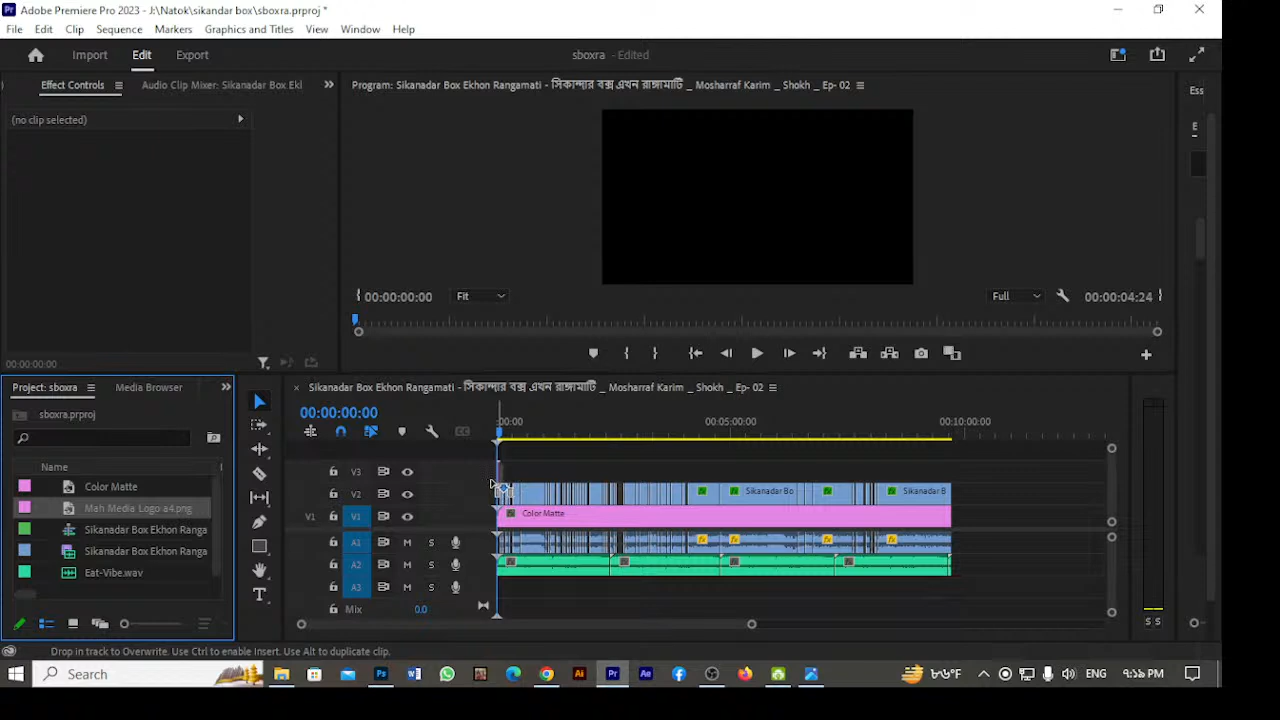 Adobe Premiere Pro 2023 - J:\Natok\sikandar box\sboxra.prproj *
File Edit Clip Sequence Markers Graphics and Titles View Window Help
Import Edit Export
sboxra - Edited
Effect Controls
Audio Clip Mixer: Sikanadar Box Ekl
Program: Sikanadar Box Ekhon Rangamati - সিকান্দার বক্স এখন রাঙ্গামাটি _ Mosharraf Karim _ Shokh _ Ep- 02
Ess
(no clip selected)
E
00:00:00:00 Fit Full 00:00:04:24
00:00:00:00
Project: sboxra
Media Browser
Sikanadar Box Ekhon Rangamati - সিকান্দার বক্স এখন রাঙ্গামাটি _ Mosharraf Karim _ Shokh _ Ep- 02
sboxra.prproj
00:00:00:00
:00:00 00:05:00:00 00:10:00:00
Name
Color Matte
Mah Media Logo a4.png
Sikanadar Box Ekhon Ranga
Sikanadar Box Ekhon Ranga
Eat-Vibe.wav
V3
V2 Sikanadar Bo Sikanadar B
V1 V1 Color Matte
A1 M S
A2 M S
A3 M S
Mix 0.0
S S
Drop in track to Overwrite. Use Ctrl to enable Insert. Use Alt to duplicate clip.
Search
৮৬°F ENG ৯:১৯ PM